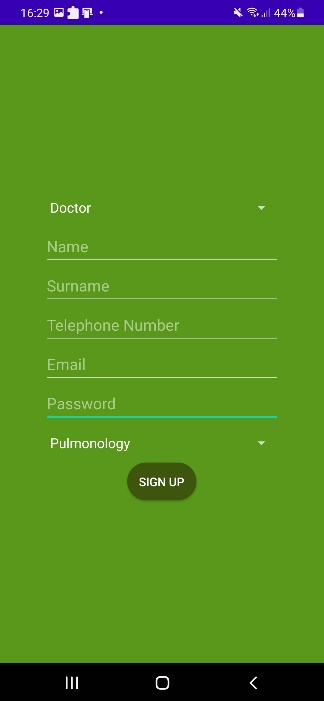 16:29 44%
Doctor
Name
Surname
Telephone Number
Email
Password
Pulmonology
SIGN UP